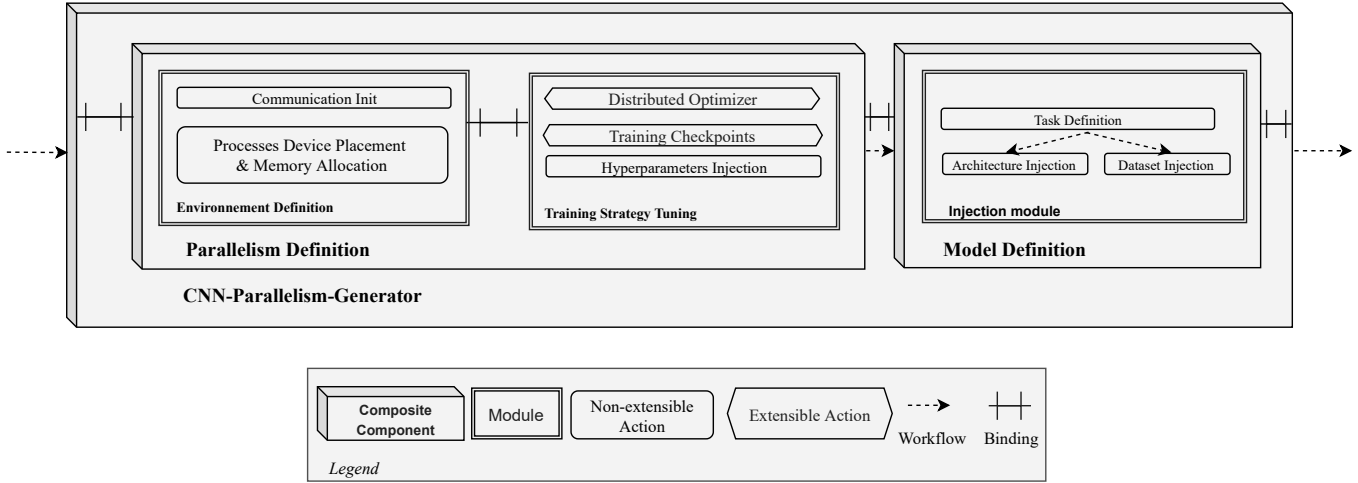 Communication Init
Processes Device Placement
& Memory Allocation
Environnement Definition
Distributed Optimizer
Training Checkpoints
Hyperparameters Injection
Training Strategy Tuning
Parallelism Definition
Task Definition
Architecture Injection
Dataset Injection
Injection module
Model Definition
CNN-Parallelism-Generator
Composite
Component
Module
Non-extensible
Action
Extensible Action
Workflow
Binding
Legend